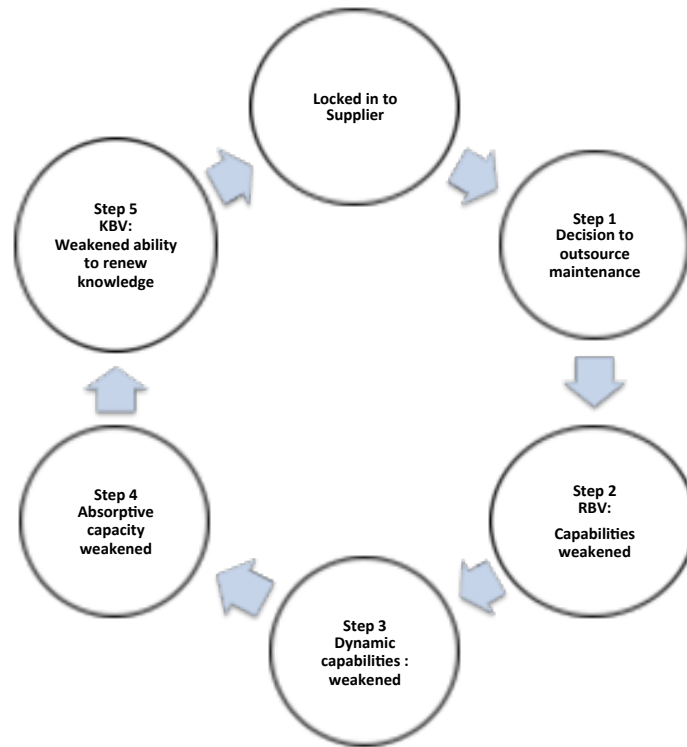 Locked in to
Supplier
Step 1
Decision to
outsource
maintenance
Step 2
RBV:
Capabilities
weakened
Step 3
Dynamic
capabilities :
weakened
Step 4
Absorptive
capacity
weakened
Step 5
KBV:
Weakened ability
to renew
knowledge